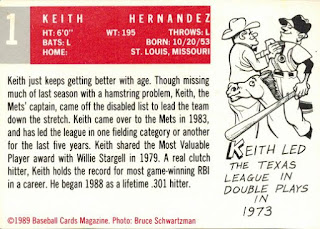 1
KEITH HERNANDEZ
HT: 6'0" WT: 195 THROWS: L
BATS: L BORN: 10/20/53
HOME: ST. LOUIS, MISSOURI
Keith just keeps getting better with age. Though missing
much of last season with a hamstring problem, Keith, the
Mets' captain, came off the disabled list to lead the team
down the stretch. Keith came over to the Mets in 1983,
and has led the league in one fielding category or another
for the last five years. Keith shared the Most Valuable
Player award with Willie Stargell in 1979. A real clutch
hitter, Keith holds the record for most game-winning RBI
in a career. He began 1988 as a lifetime .301 hitter.
©1989 Baseball Cards Magazine. Photo: Bruce Schwartzman
KEITH LED
THE TEXAS
LEAGUE IN
DOUBLE PLAYS
IN
1973